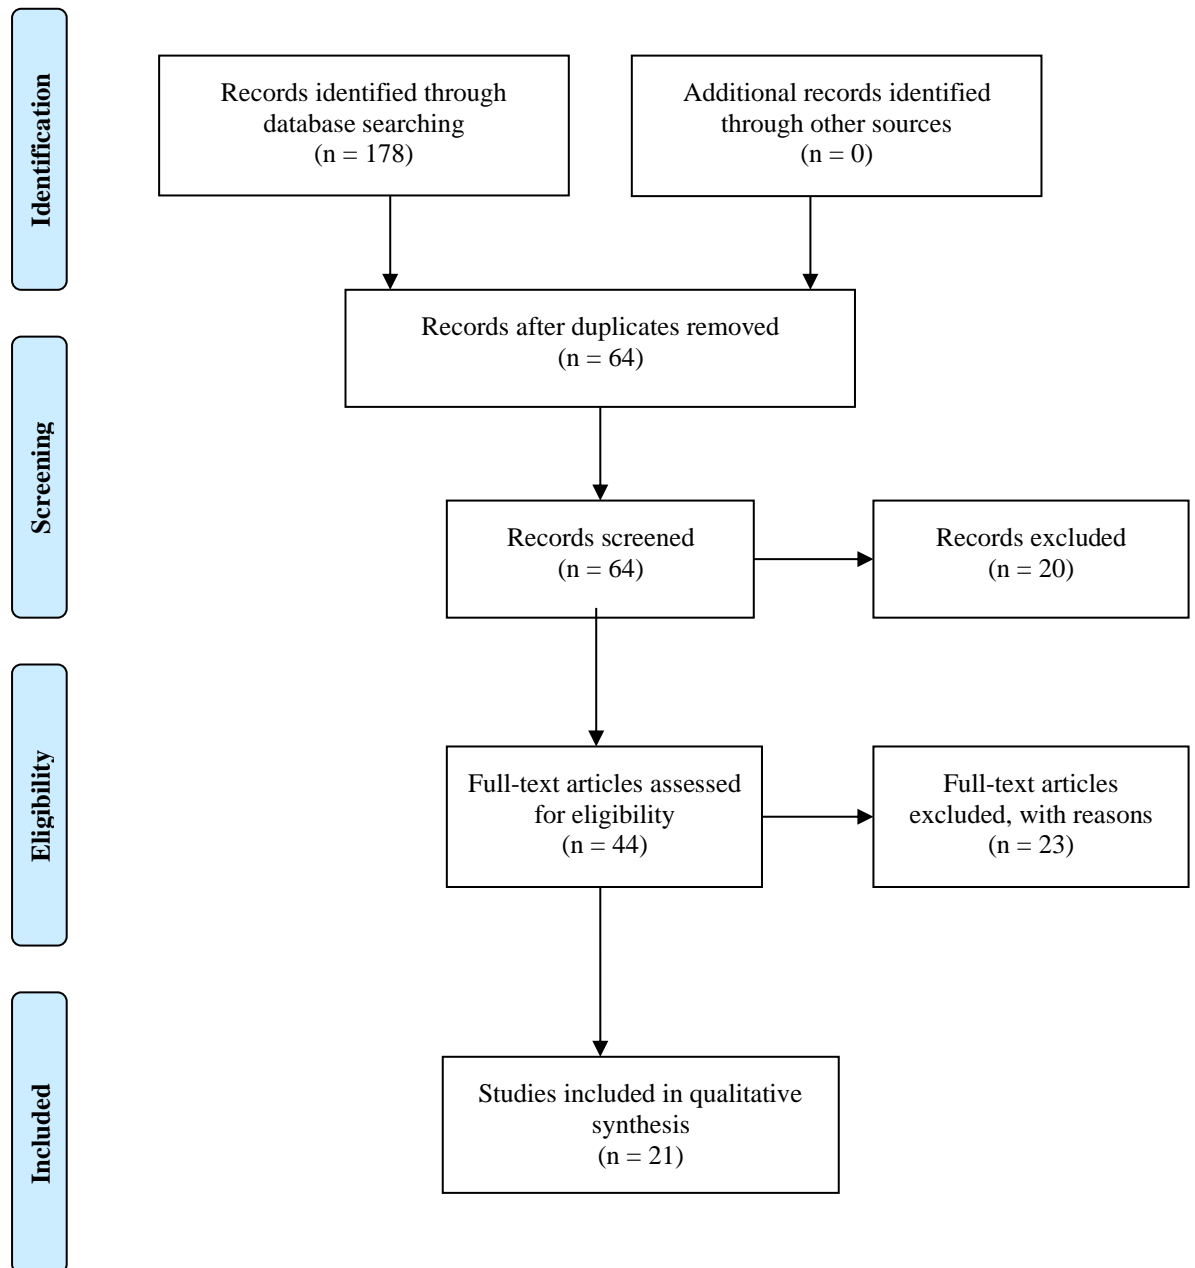 Identification
Records identified through
database searching
(n = 178)
Additional records identified
through other sources
(n = 0)
Records after duplicates removed
(n = 64)
Screening
Records screened
(n = 64)
Records excluded
(n = 20)
Eligibility
Full-text articles assessed
for eligibility
(n = 44)
Full-text articles
excluded, with reasons
(n = 23)
Included
Studies included in qualitative
synthesis
(n = 21)